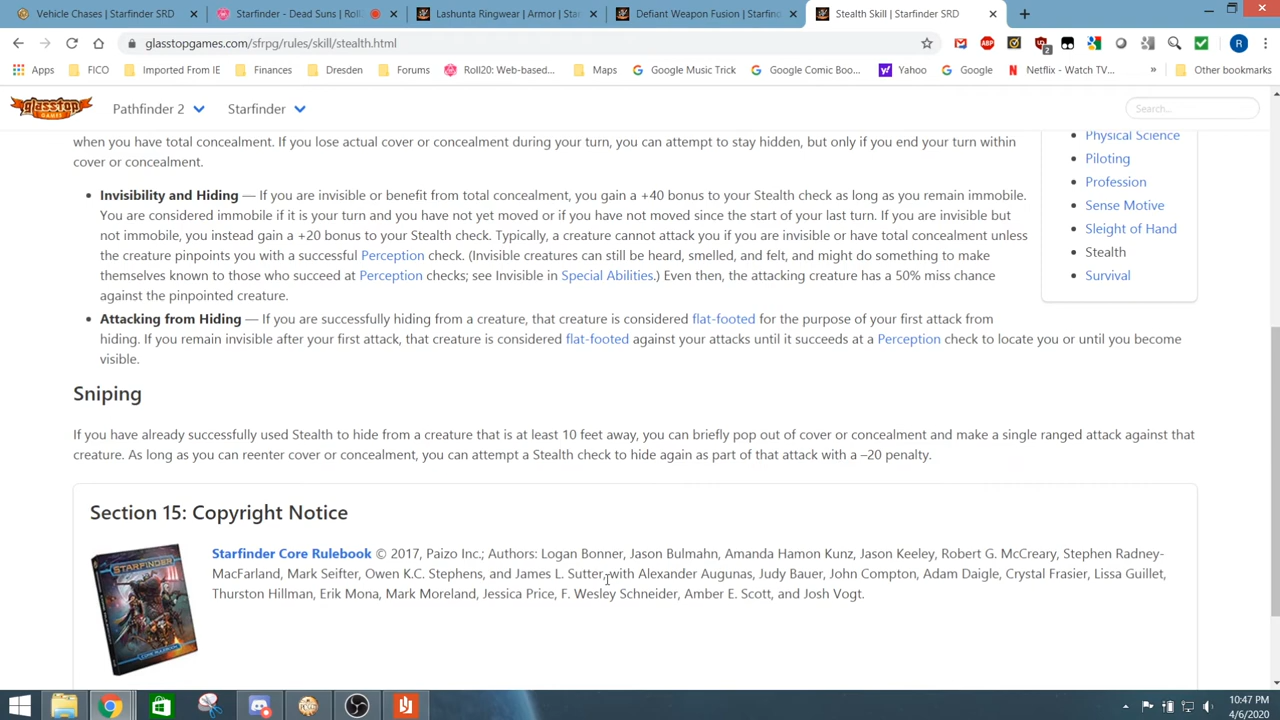 Vehicle Chases | Starfinder SRD
Starfinder - Dead Suns | Roll
Lashunta Ringwear | Armor | Star
Defiant Weapon Fusion | Starfind
Stealth Skill | Starfinder SRD
glasstopgames.com/sfrpg/rules/skill/stealth.html
ABP
2
R
Apps
FICO
Imported From IE
Finances
Dresden
Forums
Roll20: Web-based...
Maps
Google Music Trick
Google Comic Boo...
Yahoo
Google
Netflix - Watch TV...
»
Other bookmarks
glasstop
GAMES
Pathfinder 2
Starfinder
Search...
when you have total concealment. If you lose actual cover or concealment during your turn, you can attempt to stay hidden, but only if you end your turn within
cover or concealment.
• Invisibility and Hiding — If you are invisible or benefit from total concealment, you gain a +40 bonus to your Stealth check as long as you remain immobile.
You are considered immobile if it is your turn and you have not yet moved or if you have not moved since the start of your last turn. If you are invisible but
not immobile, you instead gain a +20 bonus to your Stealth check. Typically, a creature cannot attack you if you are invisible or have total concealment unless
the creature pinpoints you with a successful Perception check. (Invisible creatures can still be heard, smelled, and felt, and might do something to make
themselves known to those who succeed at Perception checks; see Invisible in Special Abilities.) Even then, the attacking creature has a 50% miss chance
against the pinpointed creature.
• Attacking from Hiding — If you are successfully hiding from a creature, that creature is considered flat-footed for the purpose of your first attack from
hiding. If you remain invisible after your first attack, that creature is considered flat-footed against your attacks until it succeeds at a Perception check to locate you or until you become
visible.
• Physical Science
• Piloting
• Profession
• Sense Motive
• Sleight of Hand
• Stealth
• Survival
Sniping
If you have already successfully used Stealth to hide from a creature that is at least 10 feet away, you can briefly pop out of cover or concealment and make a single ranged attack against that
creature. As long as you can reenter cover or concealment, you can attempt a Stealth check to hide again as part of that attack with a –20 penalty.
Section 15: Copyright Notice
STARFINDER
CORE RULEBOOK
Starfinder Core Rulebook © 2017, Paizo Inc.; Authors: Logan Bonner, Jason Bulmahn, Amanda Hamon Kunz, Jason Keeley, Robert G. McCreary, Stephen Radney-
MacFarland, Mark Seifter, Owen K.C. Stephens, and James L. Sutter, with Alexander Augunas, Judy Bauer, John Compton, Adam Daigle, Crystal Frasier, Lissa Guillet,
Thurston Hillman, Erik Mona, Mark Moreland, Jessica Price, F. Wesley Schneider, Amber E. Scott, and Josh Vogt.
10:47 PM
4/6/2020